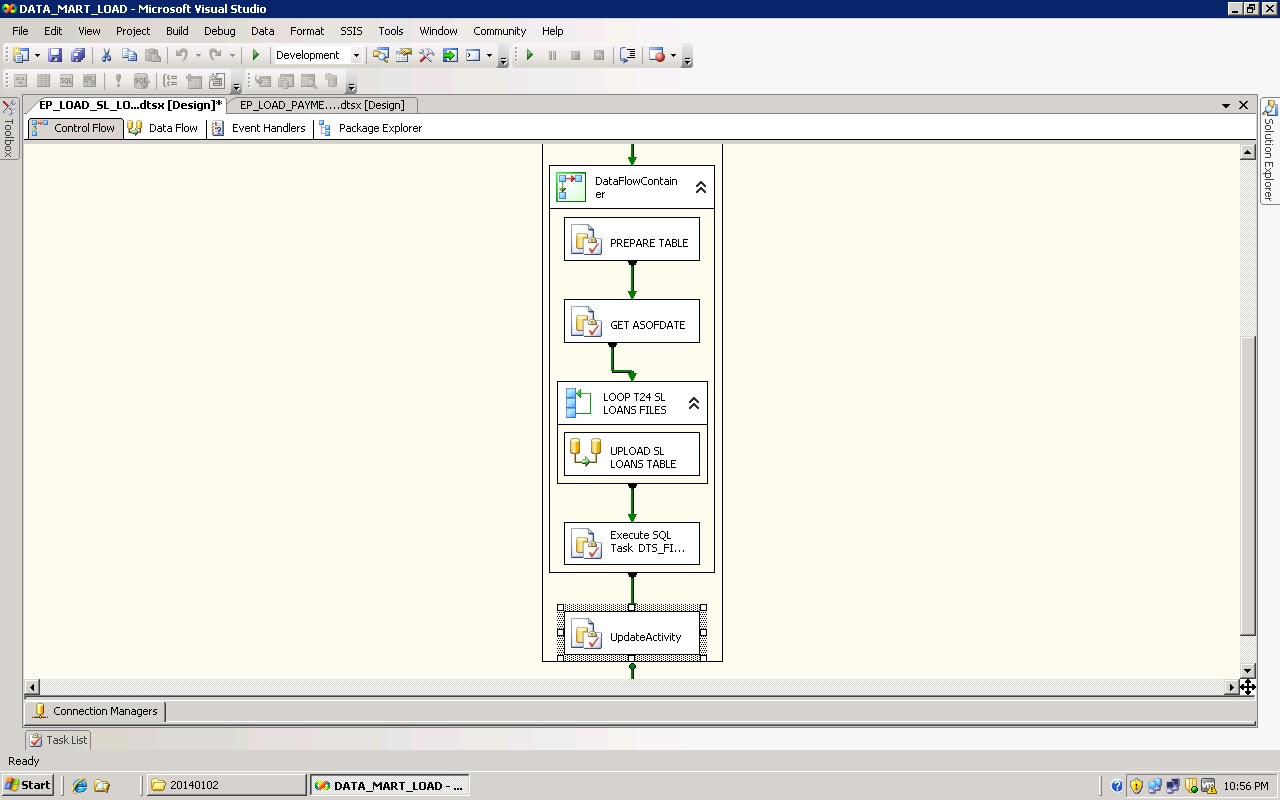 DATA_MART_LOAD - Microsoft Visual Studio
File Edit View Project Build Debug Data Format SSIS Tools Window Community Help
Development
EP_LOAD_SL_LO...dtsx [Design]* EP_LOAD_PAYME....dtsx [Design]
Control Flow Data Flow Event Handlers Package Explorer
Toolbox
Solution Explorer
DataFlowContain
er
PREPARE TABLE
GET ASOFDATE
LOOP T24 SL
LOANS FILES
UPLOAD SL
LOANS TABLE
Execute SQL
Task DTS_FI...
UpdateActivity
Connection Managers
Task List
Ready
Start 20140102 DATA_MART_LOAD - ... 10:56 PM